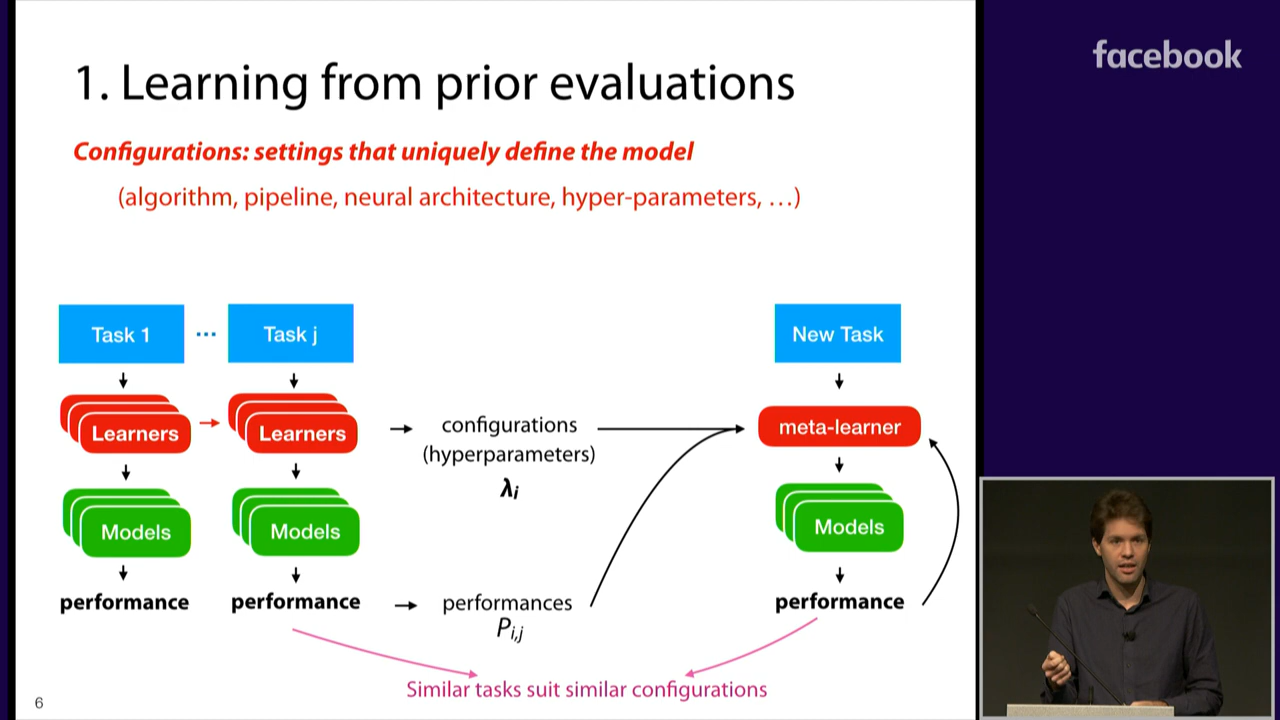 1. Learning from prior evaluations
facebook
Configurations: settings that uniquely define the model
(algorithm, pipeline, neural architecture, hyper-parameters, …)
Task 1
...
Task j
New Task
Learners
Learners
configurations
(hyperparameters)
λi
meta-learner
Models
Models
Models
performance
performance
performances
Pi,j
performance
Similar tasks suit similar configurations
6